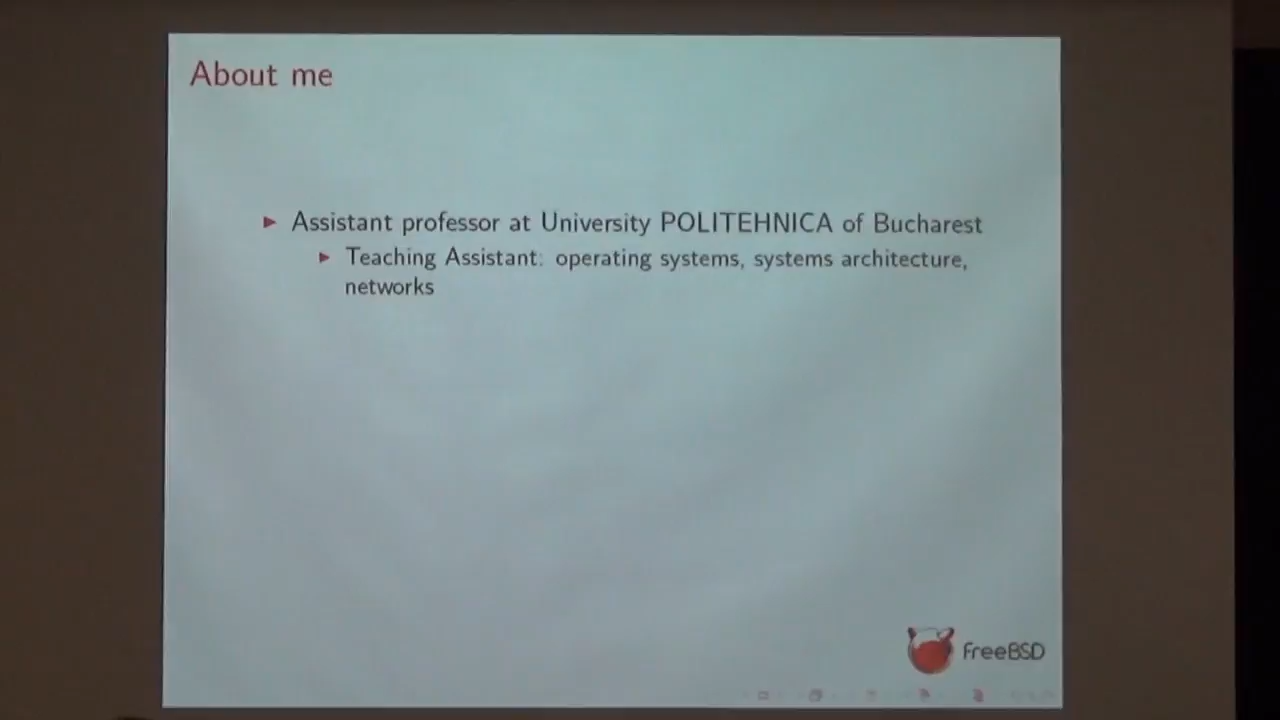 About me
Assistant professor at University POLITEHNICA of Bucharest
Teaching Assistant: operating systems, systems architecture,
networks
FreeBSD